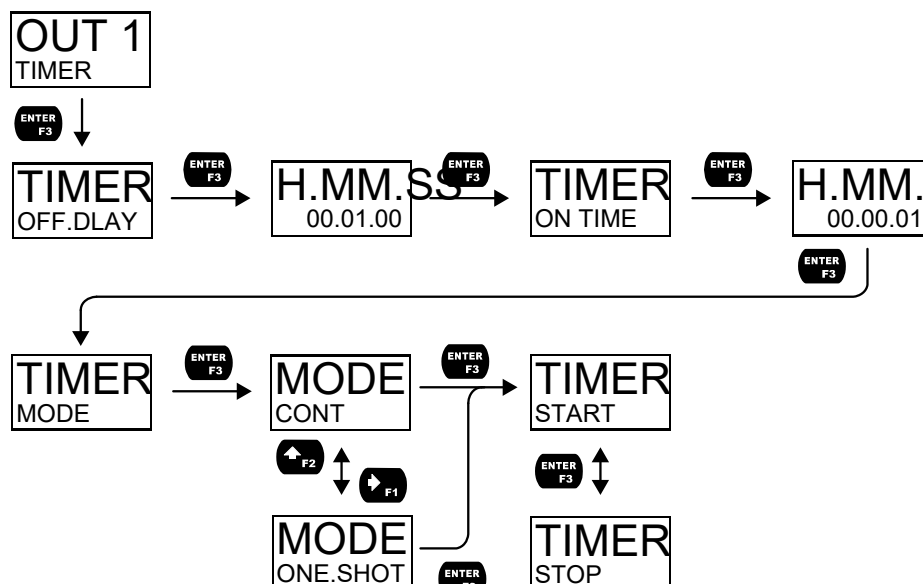 OUT 1
TIMER
ENTER
F3
TIMER
OFF.DLAY
ENTER
F3
H.MM.SS
00.01.00
ENTER
F3
TIMER
ON TIME
ENTER
F3
H.MM.
00.00.01
ENTER
F3
TIMER
MODE
ENTER
F3
MODE
CONT
ENTER
F3
TIMER
START
F2
F1
ENTER
F3
MODE
ONE.SHOT
ENTER
TIMER
STOP